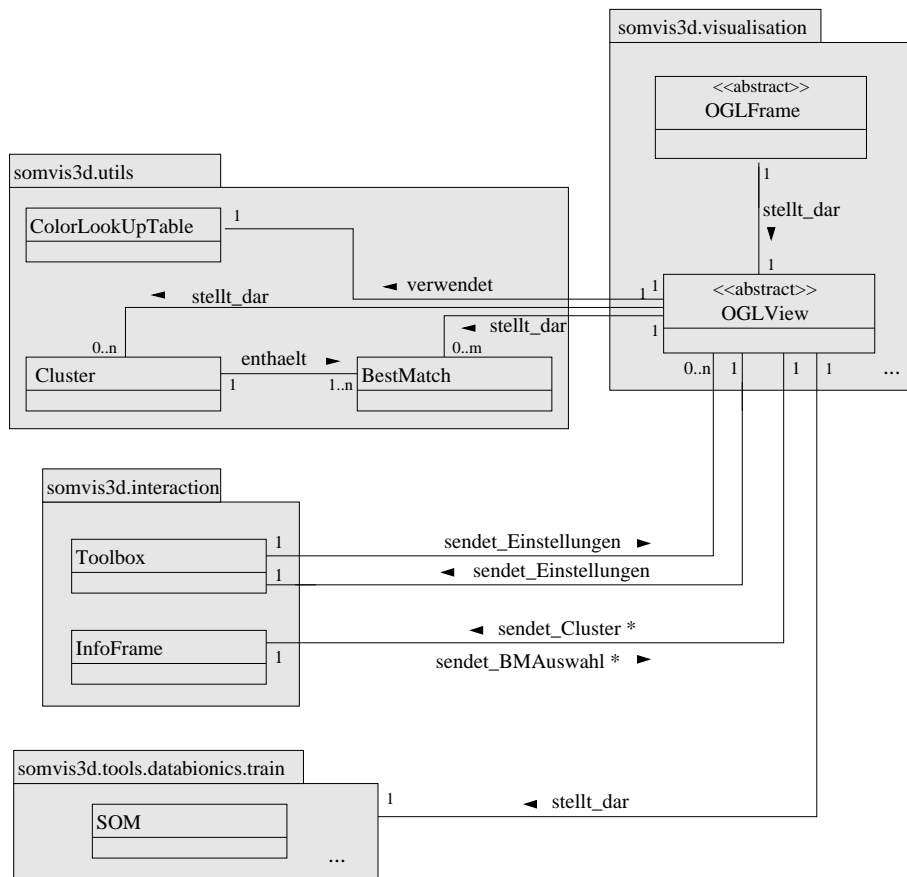 somvis3d.visualisation
<<abstract>>
OGLFrame
1
stellt_dar
1
<<abstract>>
OGLView
1
1
1
0..n
1
1
1
...
somvis3d.utils
ColorLookUpTable
1
verwendet
stellt_dar
stellt_dar
0..n
0..m
enthaelt
Cluster
1
1..n
BestMatch
somvis3d.interaction
Toolbox
1
sendet_Einstellungen
1
sendet_Einstellungen
InfoFrame
1
sendet_Cluster *
sendet_BMAuswahl *
somvis3d.tools.databionics.train
1
stellt_dar
SOM
...